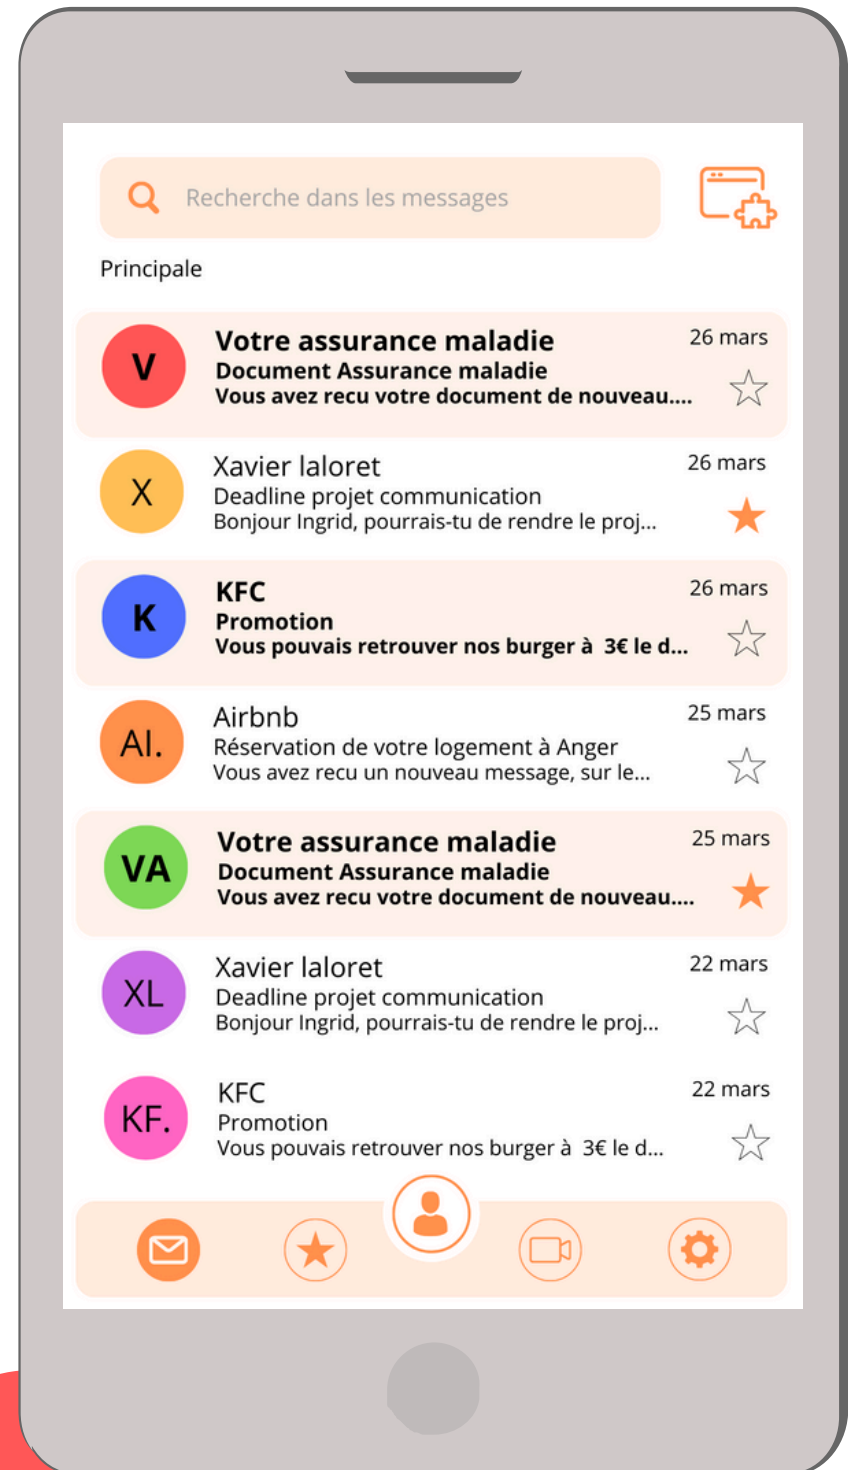 Recherche dans les messages
Principale
V
Votre assurance maladie
26 mars
Document Assurance maladie
Vous avez recu votre document de nouveau....
X
Xavier laloret
26 mars
Deadline projet communication
Bonjour Ingrid, pourrais-tu de rendre le proj...
K
KFC
26 mars
Promotion
Vous pouvais retrouver nos burger à  3€ le d...
AI.
Airbnb
25 mars
Réservation de votre logement à Anger
Vous avez recu un nouveau message, sur le...
VA
Votre assurance maladie
25 mars
Document Assurance maladie
Vous avez recu votre document de nouveau....
XL
Xavier laloret
22 mars
Deadline projet communication
Bonjour Ingrid, pourrais-tu de rendre le proj...
KF.
KFC
22 mars
Promotion
Vous pouvais retrouver nos burger à  3€ le d...